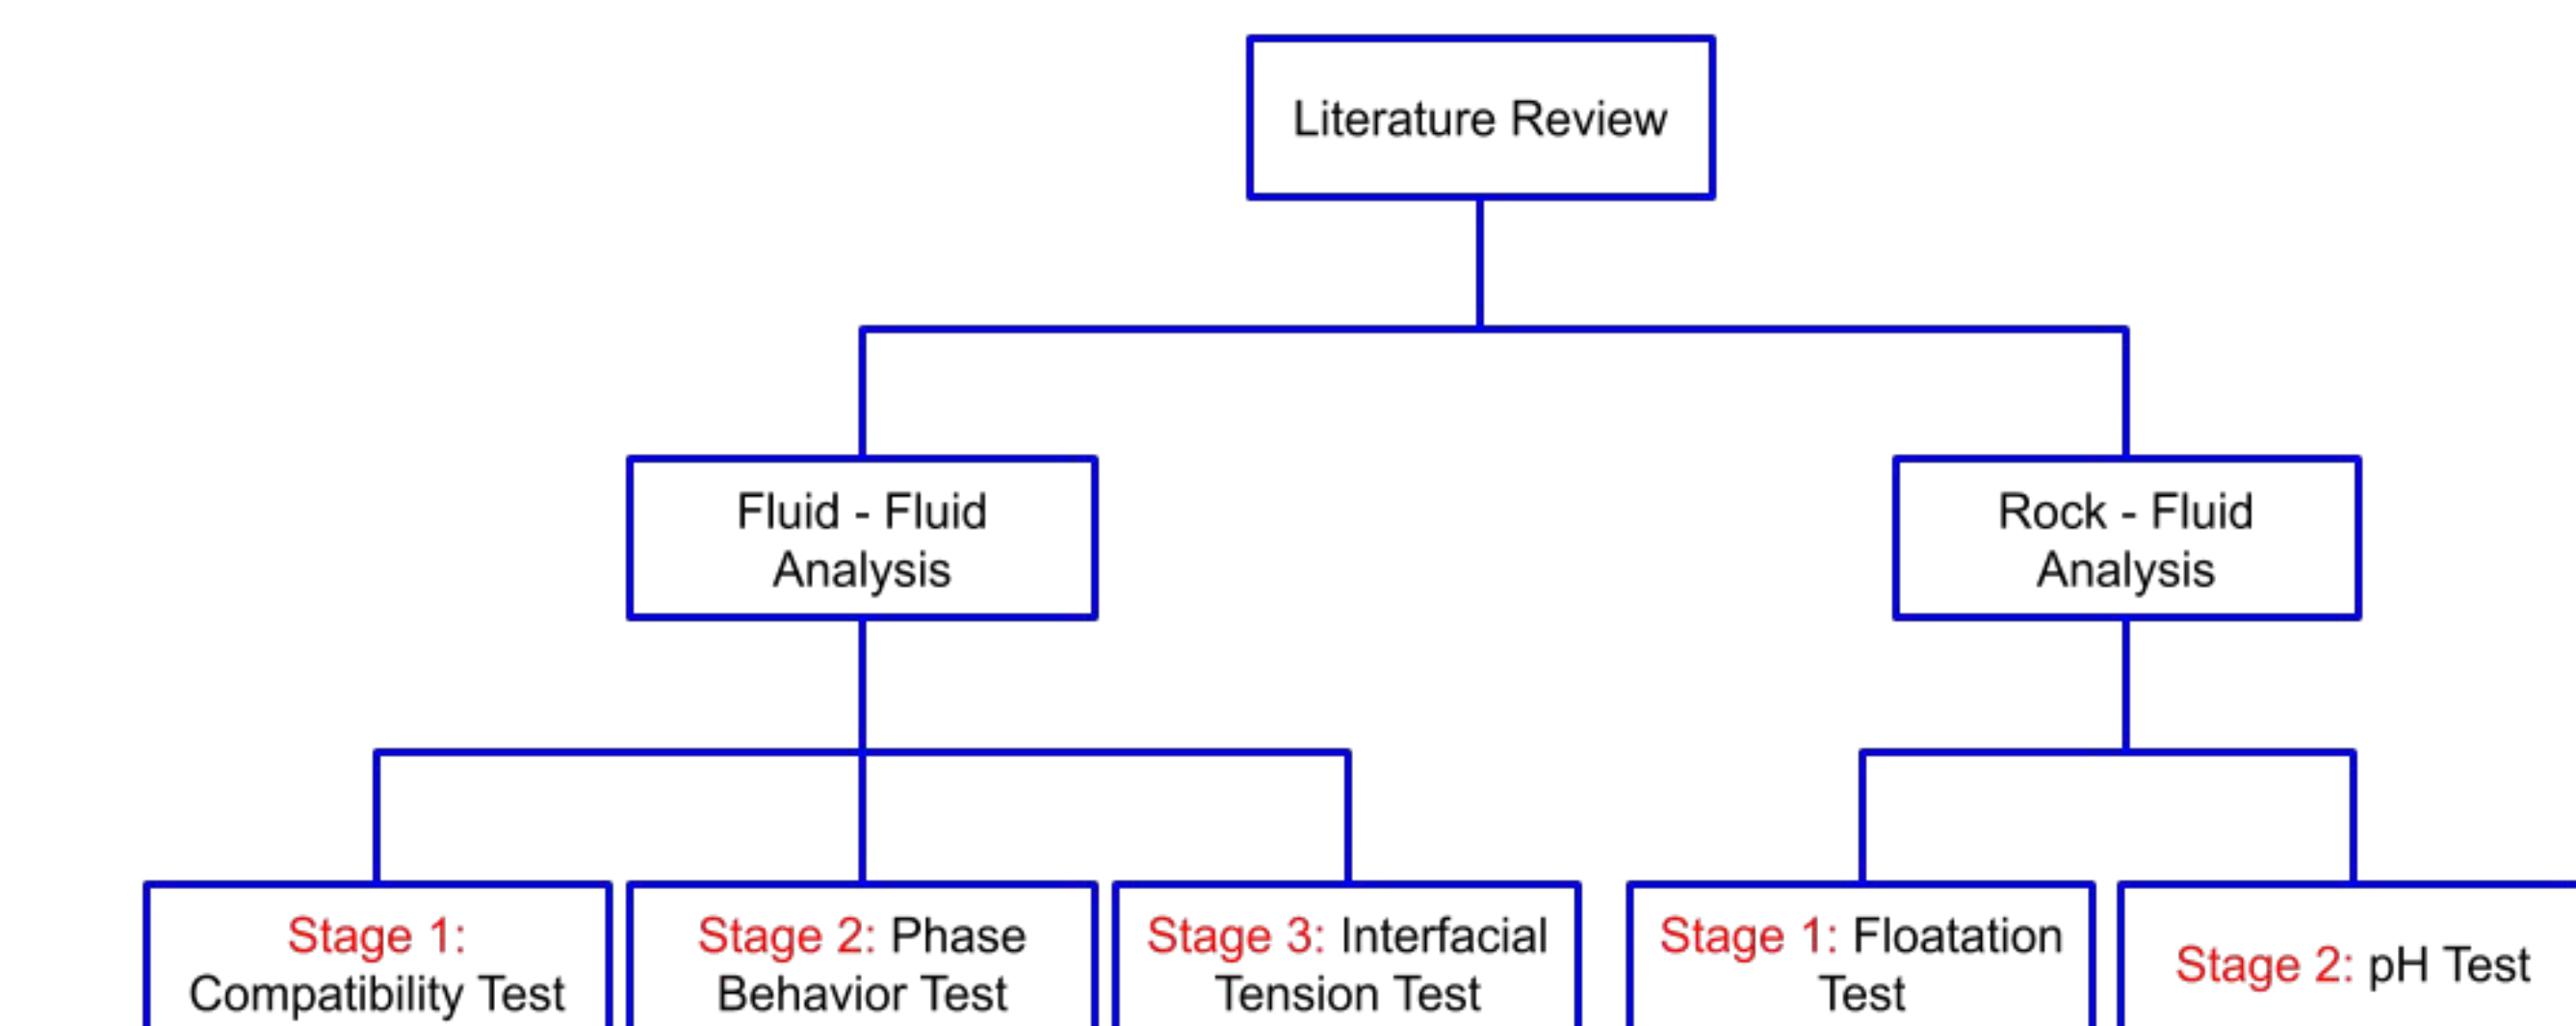 Literature Review
Fluid - Fluid
Analysis
Rock - Fluid
Analysis
Stage 1:
Compatibility Test
Stage 2: Phase
Behavior Test
Stage 3: Interfacial
Tension Test
Stage 1: Floatation
Test
Stage 2: pH Test